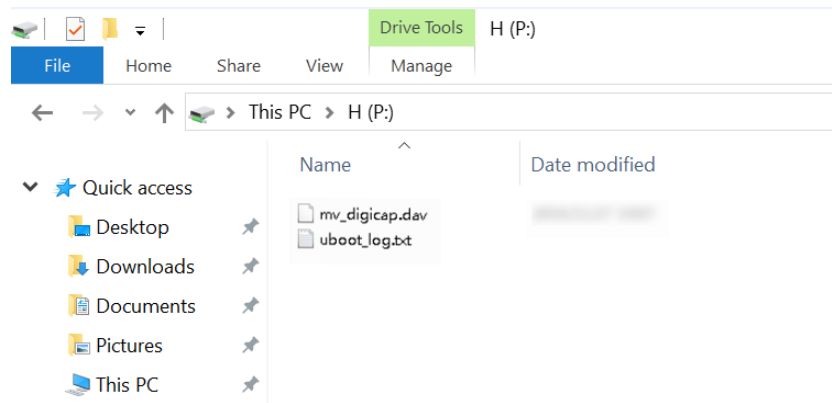 Drive Tools H (P:)
File Home Share View Manage
This PC H (P:)
Name Date modified
Quick access
Desktop
Downloads
Documents
Pictures
This PC
mv_digicap.dav
uboot_log.txt